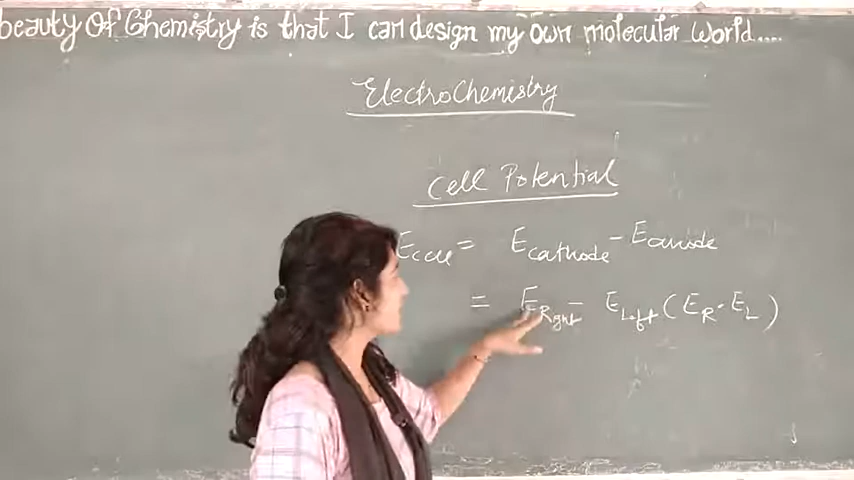 beauty Of Chemistry is that I can design my own molecular world....
ElectroChemistry
Cell Potential
Ecell = Ecathode - Eanode
= ERight - ELeft (ER - EL)